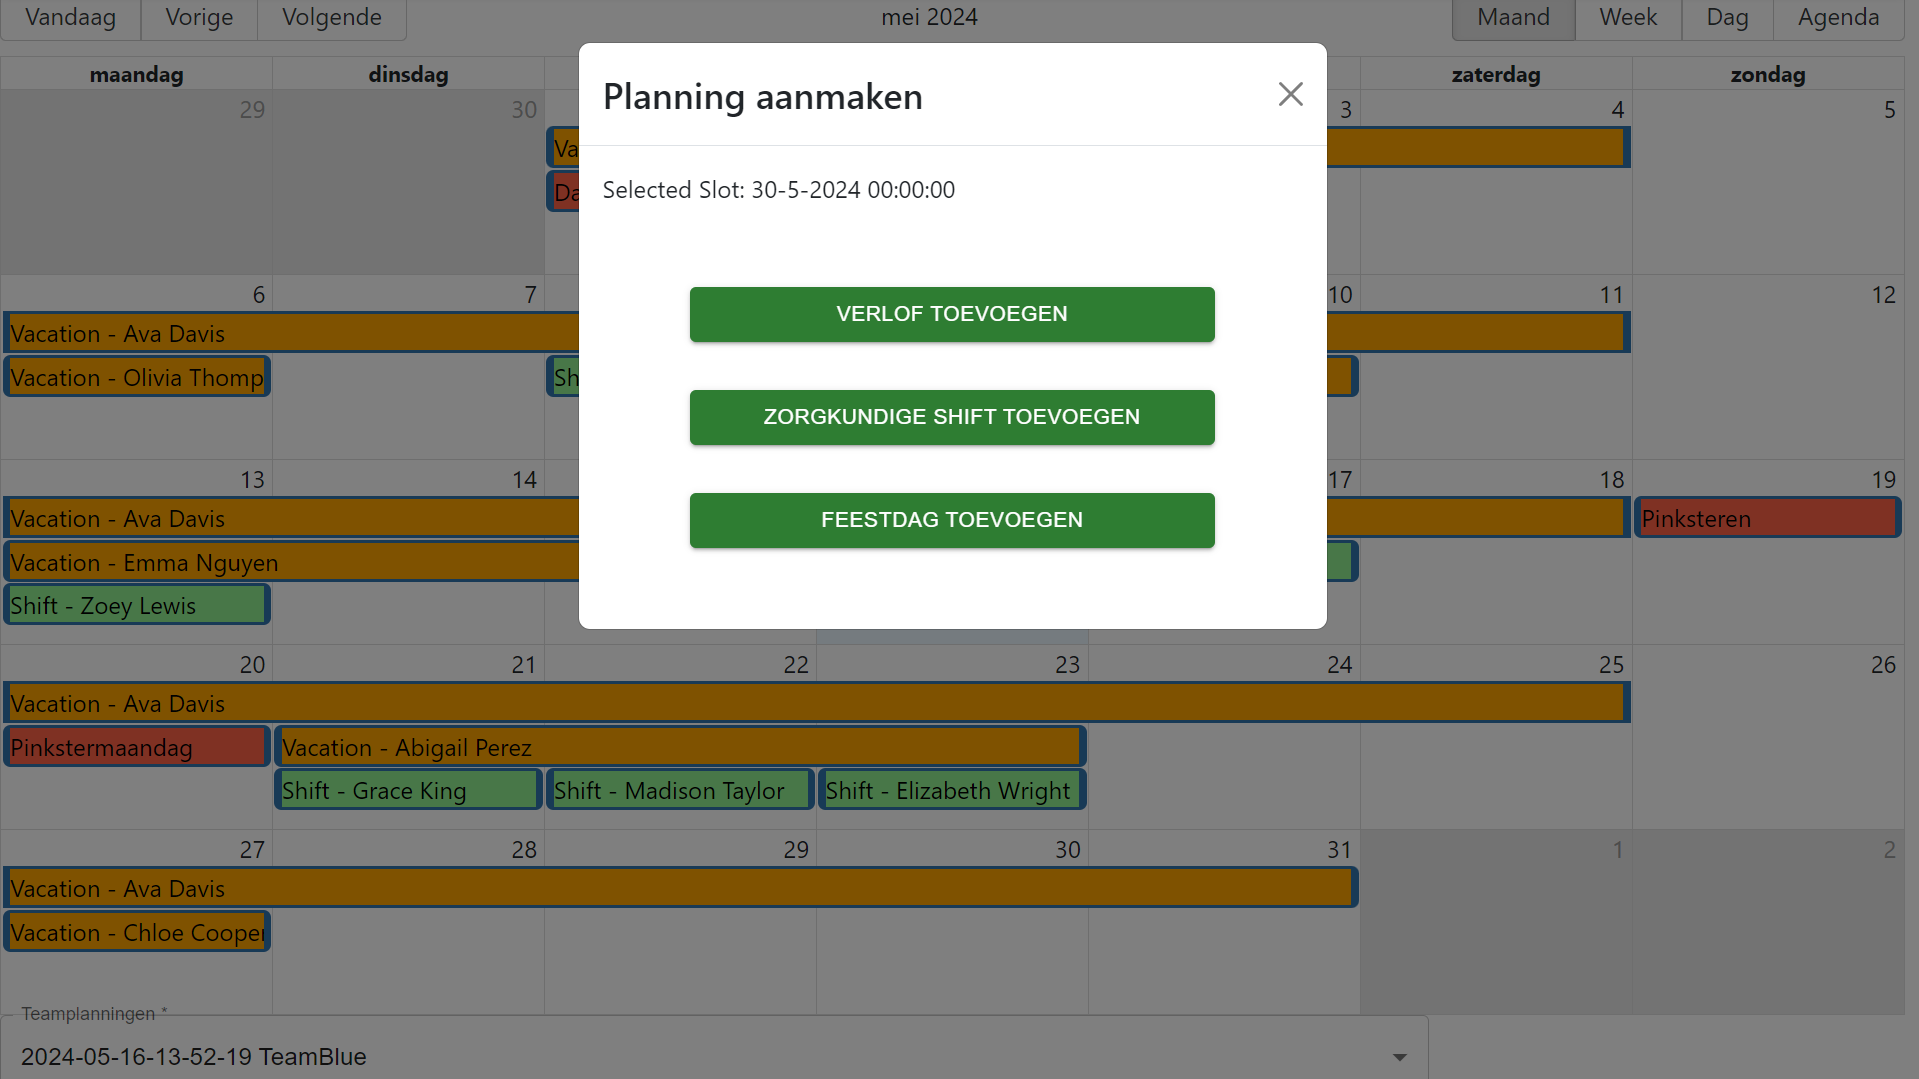 Vandaag Vorige Volgende mei 2024 Maand Week Dag Agenda
maandag dinsdag zaterdag zondag
29 30 3 4 5
Planning aanmaken
Selected Slot: 30-5-2024 00:00:00
VERLOF TOEVOEGEN
ZORGKUNDIGE SHIFT TOEVOEGEN
FEESTDAG TOEVOEGEN
Va
Da
6 7 10 11 12
Vacation - Ava Davis
Vacation - Olivia Thomp
Sh
13 14 17 18 19
Vacation - Ava Davis
Pinksteren
Vacation - Emma Nguyen
Shift - Zoey Lewis
20 21 22 23 24 25 26
Vacation - Ava Davis
Pinkstermaandag Vacation - Abigail Perez
Shift - Grace King Shift - Madison Taylor Shift - Elizabeth Wright
27 28 29 30 31 1 2
Vacation - Ava Davis
Vacation - Chloe Cooper
Teamplanningen *
2024-05-16-13-52-19 TeamBlue